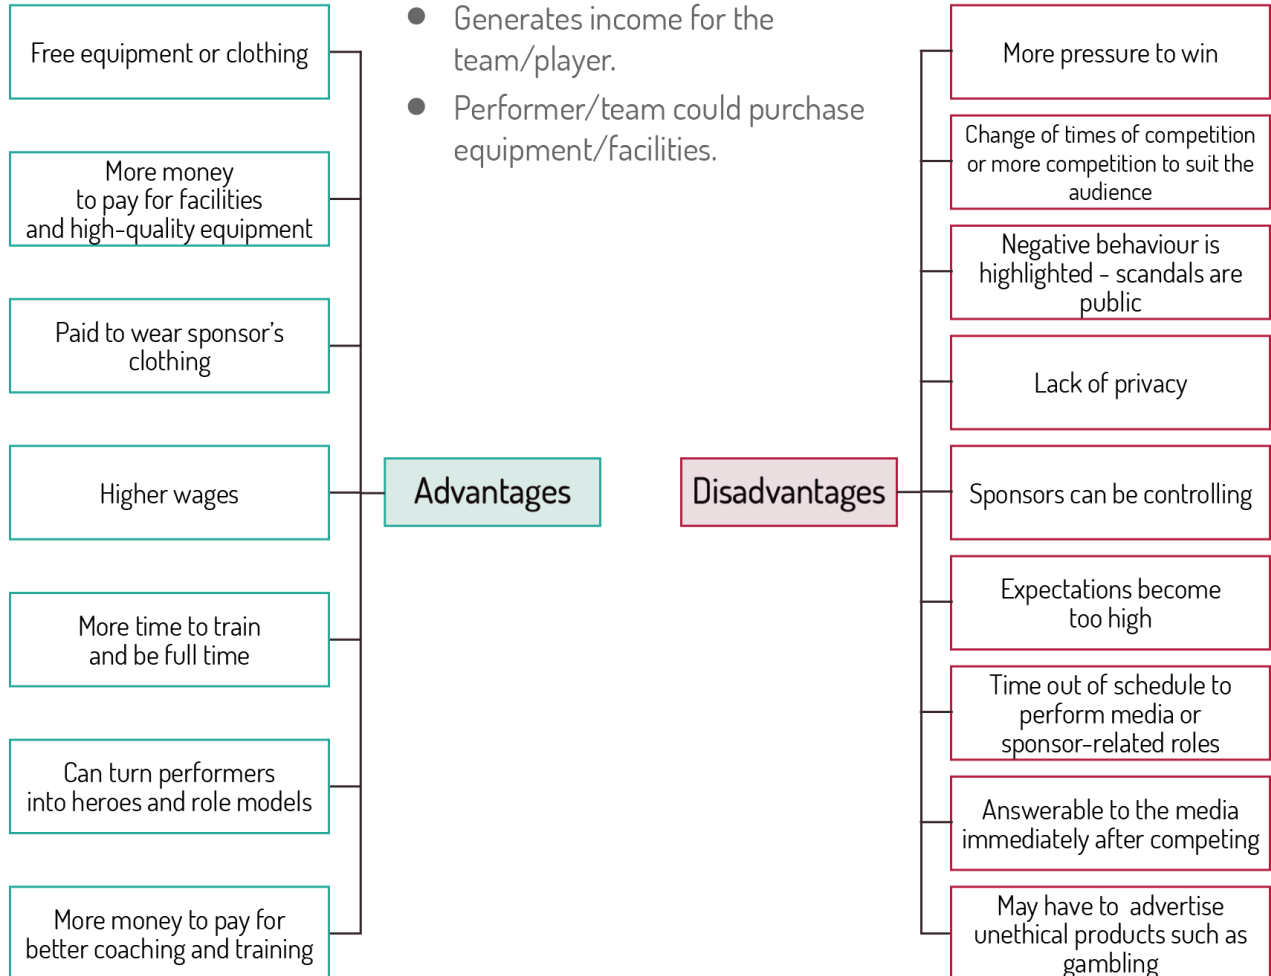 Free equipment or clothing
More money
to pay for facilities
and high-quality equipment
Paid to wear sponsor's
clothing
Higher wages
More time to train
and be full time
Can turn performers
into heroes and role models
More money to pay for
better coaching and training
● Generates income for the
team/player.
● Performer/team could purchase
equipment/facilities.
Advantages
Disadvantages
More pressure to win
Change of times of competition
or more competition to suit the
audience
Negative behaviour is
highlighted - scandals are
public
Lack of privacy
Sponsors can be controlling
Expectations become
too high
Time out of schedule to
perform media or
sponsor-related roles
Answerable to the media
immediately after competing
May have to advertise
unethical products such as
gambling